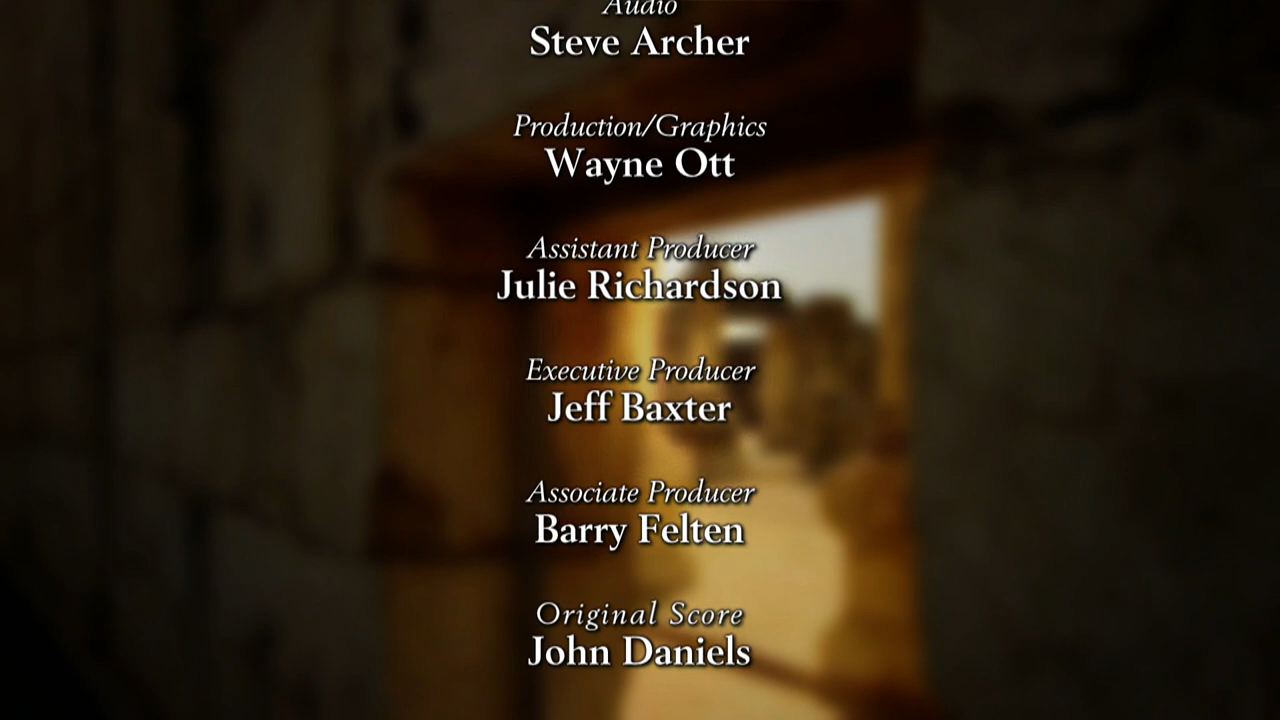 Audio
Steve Archer
Production/Graphics
Wayne Ott
Assistant Producer
Julie Richardson
Executive Producer
Jeff Baxter
Associate Producer
Barry Felten
Original Score
John Daniels